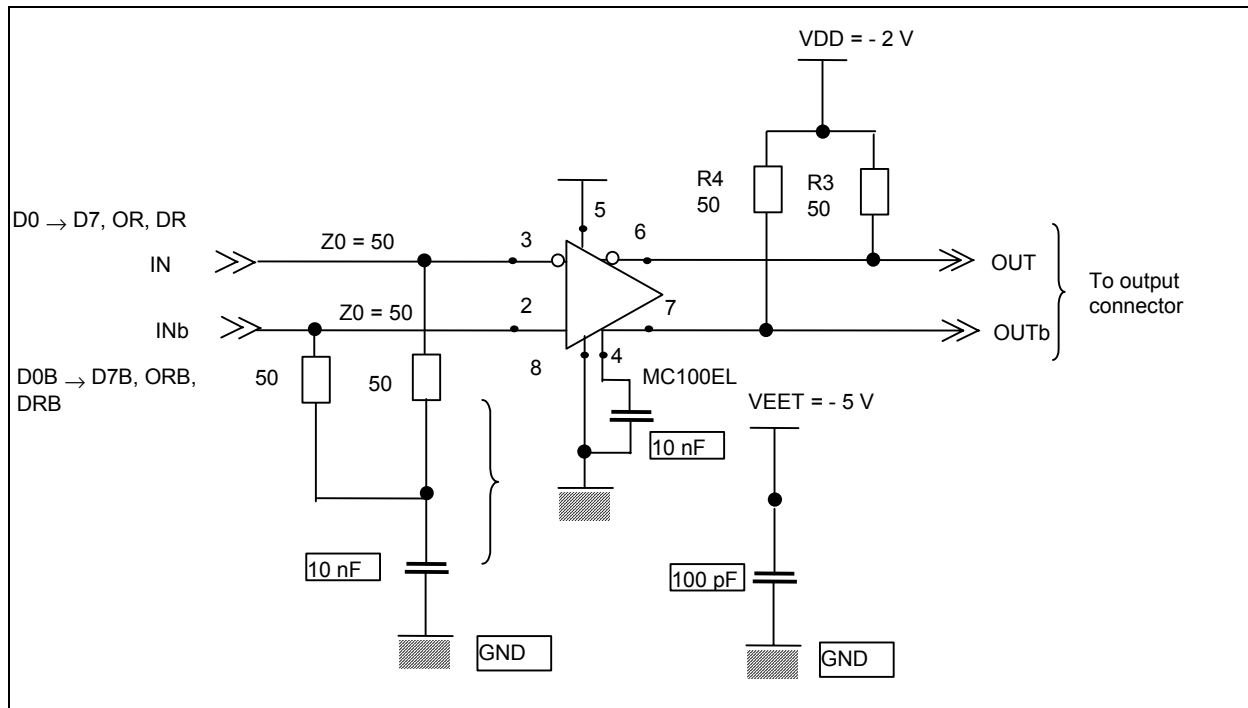 VDD = - 2 V
R4
50
R3
50
5
D0 → D7, OR, DR
Z0 = 50
3
6
IN
OUT
To output
connector
2
7
Z0 = 50
INb
OUTb
8
4
MC100EL
D0B → D7B, ORB,
DRB
50
50
VEET = - 5 V
10 nF
10 nF
100 pF
GND
GND